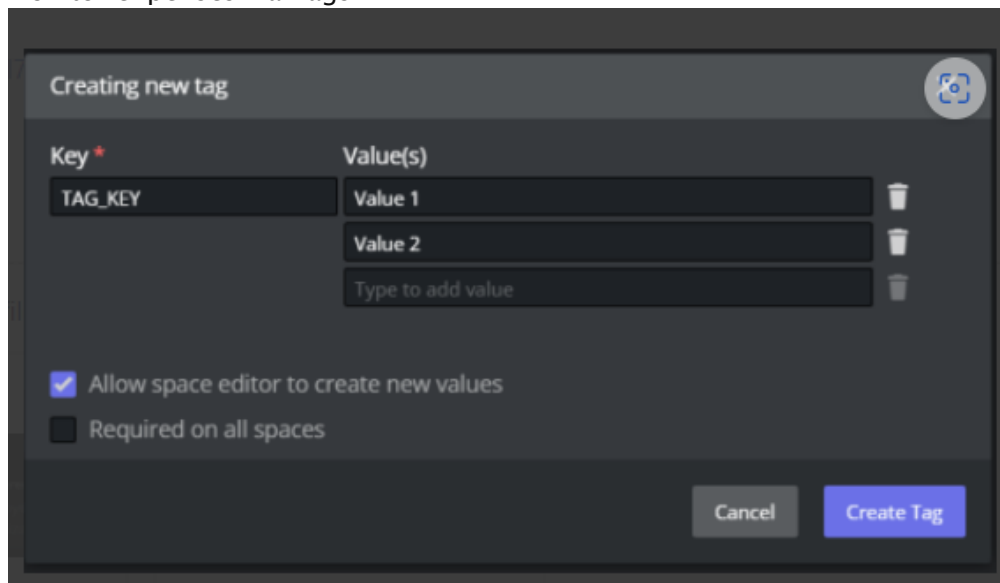 Creating new tag
Key * Value(s)
TAG_KEY Value 1
Value 2
Type to add value
Allow space editor to create new values
Required on all spaces
Cancel Create Tag